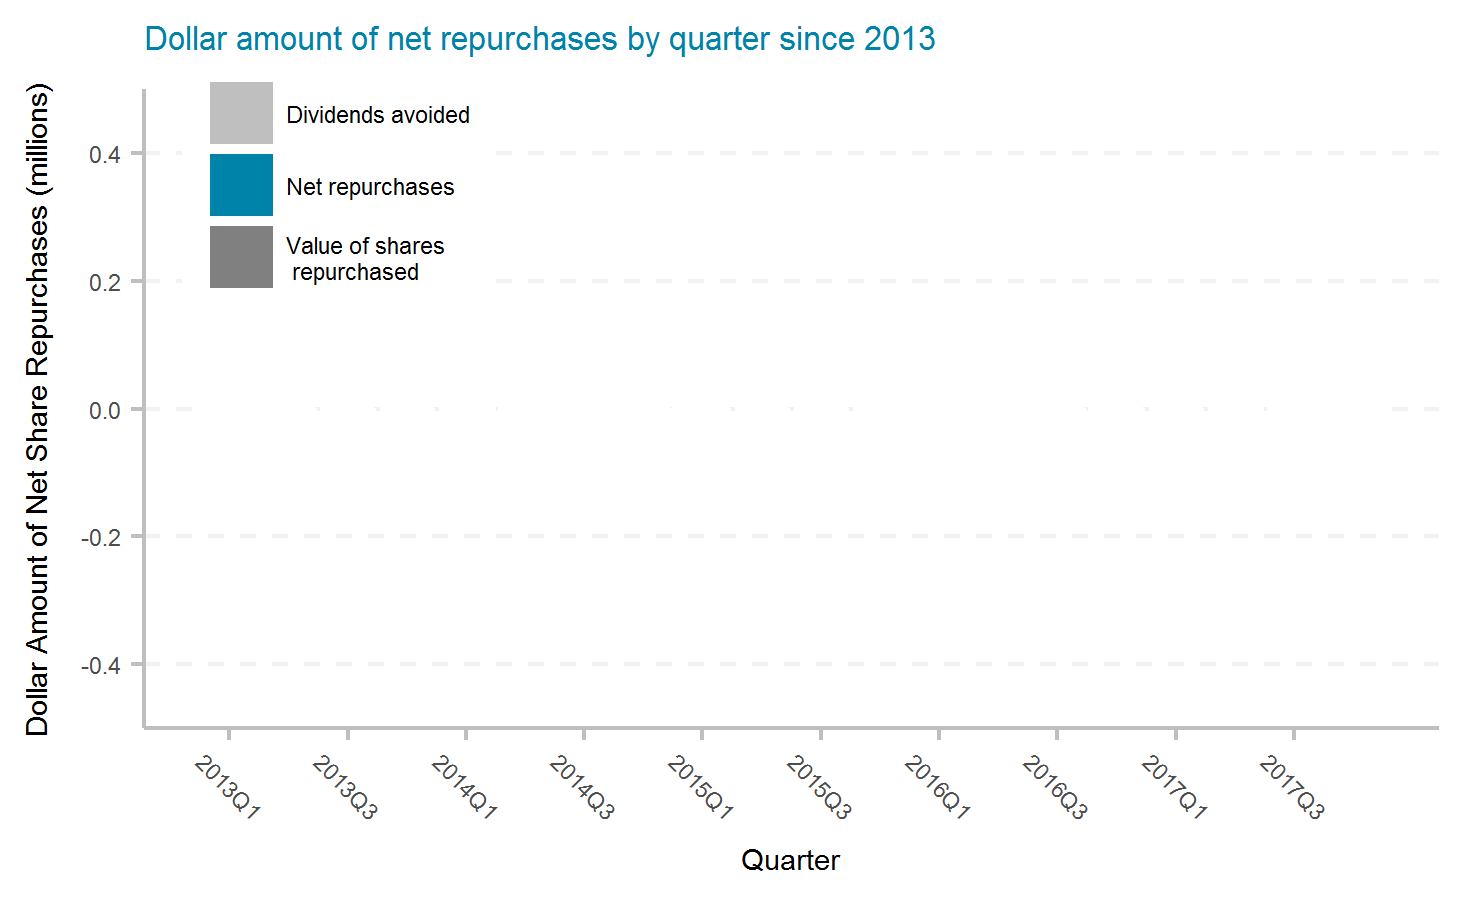 Dollar amount of net repurchases by quarter since 2013
Dollar Amount of Net Share Repurchases (millions)
Dividends avoided
Net repurchases
Value of shares
repurchased
0.4
0.2
0.0
-0.2
-0.4
2013Q1
2013Q3
2014Q1
2014Q3
2015Q1
2015Q3
2016Q1
2016Q3
2017Q1
2017Q3
Quarter